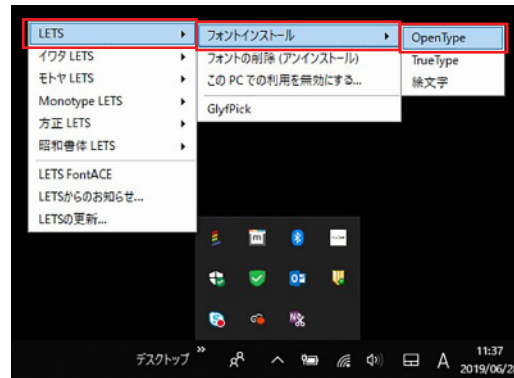 LETS
イワタ LETS
モトヤ LETS
Monotype LETS
方正 LETS
昭和書体 LETS
LETS FontACE
LETSからのお知らせ...
LETSの更新...
フォントインストール
フォントの削除 (アンインストール)
この PC での利用を無効にする...
GlyfPick
OpenType
TrueType
絵文字
デスクトップ
A
11:37
2019/06/28